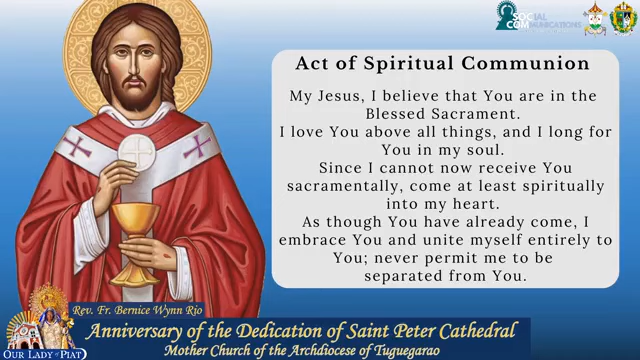 SOCIAL
COMMUNICATIONS
Act of Spiritual Communion
My Jesus, I believe that You are in the
Blessed Sacrament.
I love You above all things, and I long for
You in my soul.
Since I cannot now receive You
sacramentally, come at least spiritually
into my heart.
As though You have already come, I
embrace You and unite myself entirely to
You; never permit me to be
separated from You.
Rev. Fr. Bernice Wynn Rio
Anniversary of the Dedication of Saint Peter Cathedral
Mother Church of the Archdiocese of Tuguegarao
OUR LADY of PIAT